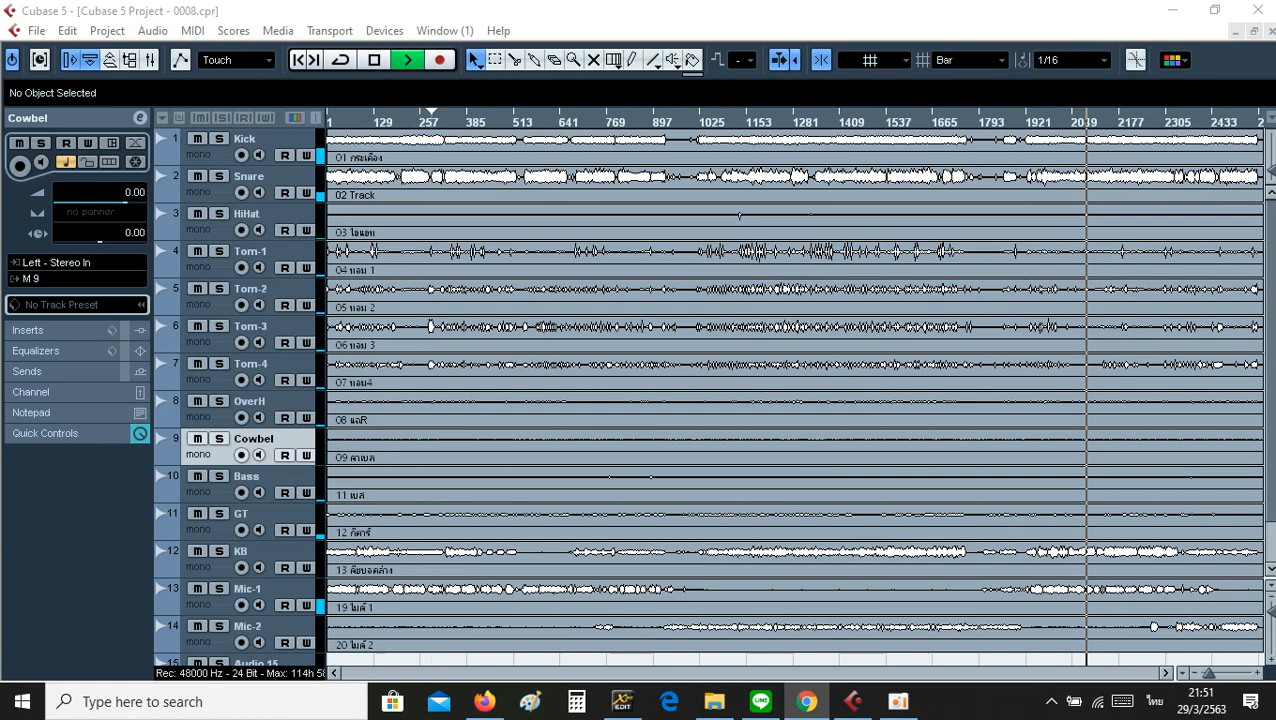 Cubase 5 - [Cubase 5 Project - 0008.cpr]
File Edit Project Audio MIDI Scores Media Transport Devices Window (1) Help
Touch - Bar 1/16
No Object Selected
Cowbel
mono
R W
0.00
no panner
0.00
Left - Stereo In
M 9
No Track Preset
Inserts
Equalizers
Sends
Channel
Notepad
Quick Controls
1 129 257 385 513 641 769 897 1025 1153 1281 1409 1537 1665 1793 1921 2049 2177 2305 2433 2
1 m S Kick
mono R W
01 กระเดื่อง
2 m S Snare
mono R W
02 Track
3 m S HiHat
mono R W
03 ไฮแฮท
4 m S Tom-1
mono R W
04 ทอม 1
5 m S Tom-2
mono R W
05 ทอม 2
6 m S Tom-3
mono R W
06 ทอม 3
7 m S Tom-4
mono R W
07 ทอม4
8 m S OverH
mono R W
08 แฉR
9 m S Cowbel
mono R W
09 คาเบล
10 m S Bass
mono R W
11 เบส
11 m S GT
mono R W
12 กีตาร์
12 m S KB
mono R W
13 คีย์บอดล่าง
13 m S Mic-1
mono R W
19 ไมค์ 1
14 m S Mic-2
mono R W
20 ไมค์ 2
15 Audio 15
Rec: 48000 Hz - 24 Bit - Max: 114h 58
Type here to search
EDIT
LINE
ไทย
21:51
29/3/2563